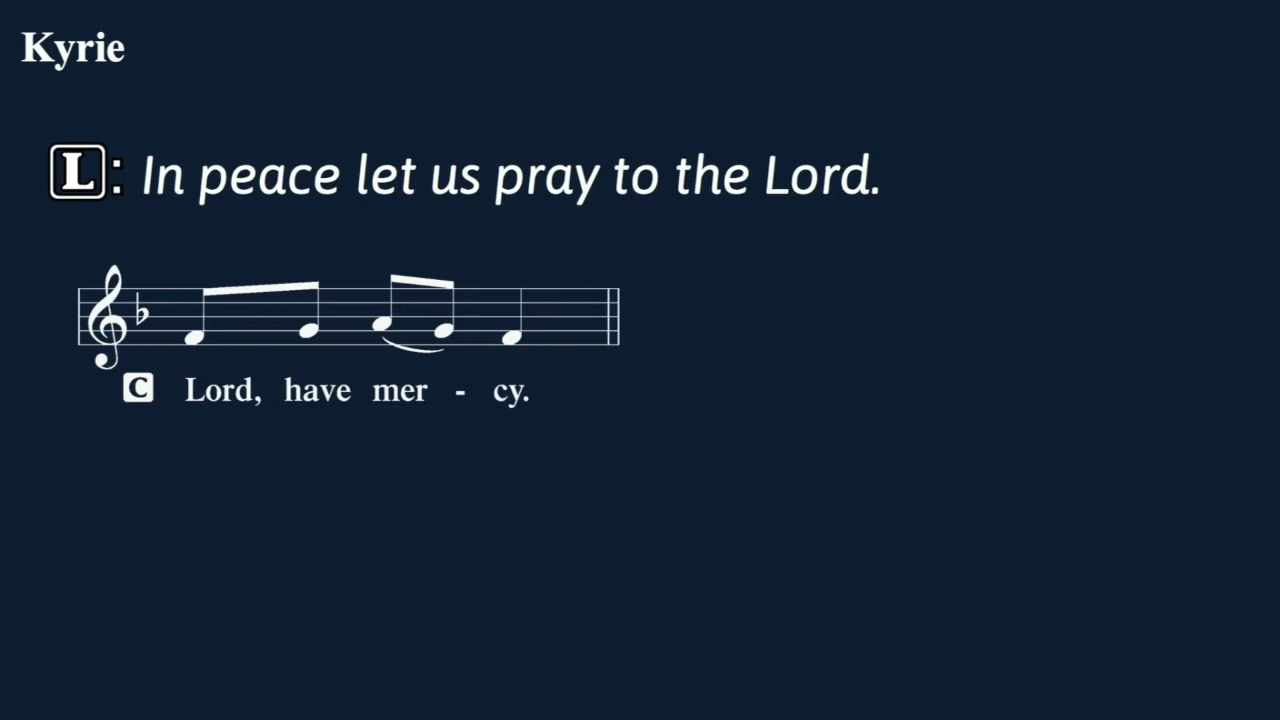 Kyrie
L: In peace let us pray to the Lord.
C Lord, have mer - cy.